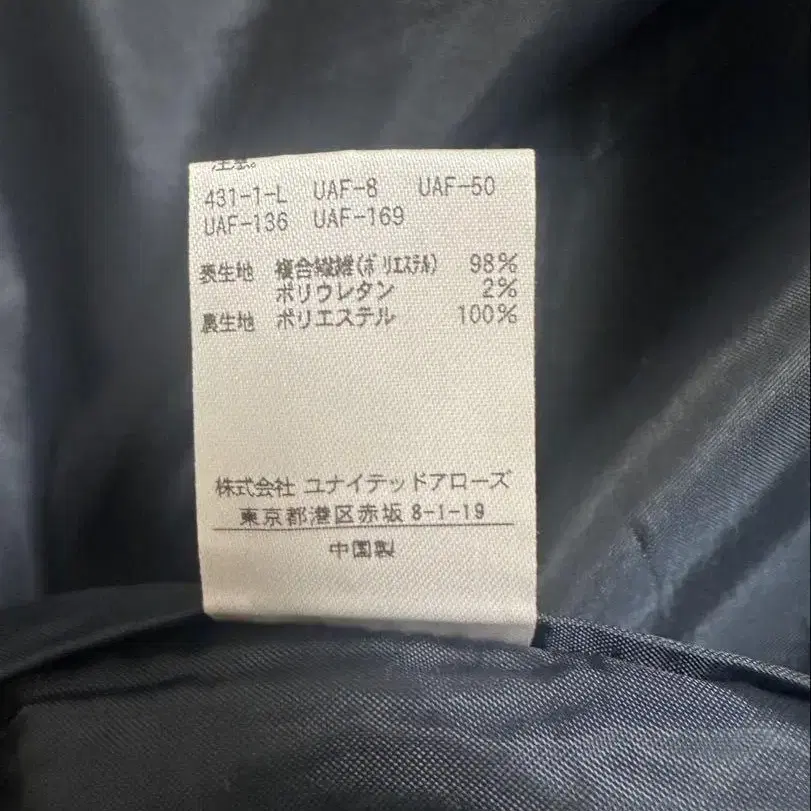 注意。
431-1-L UAF-8 UAF-50
UAF-136 UAF-169
表生地 複合繊維(ポリエステル) 98%
ポリウレタン 2%
裏生地 ポリエステル 100%
株式会社 ユナイテッドアローズ
東京都港区赤坂 8-1-19
中国製